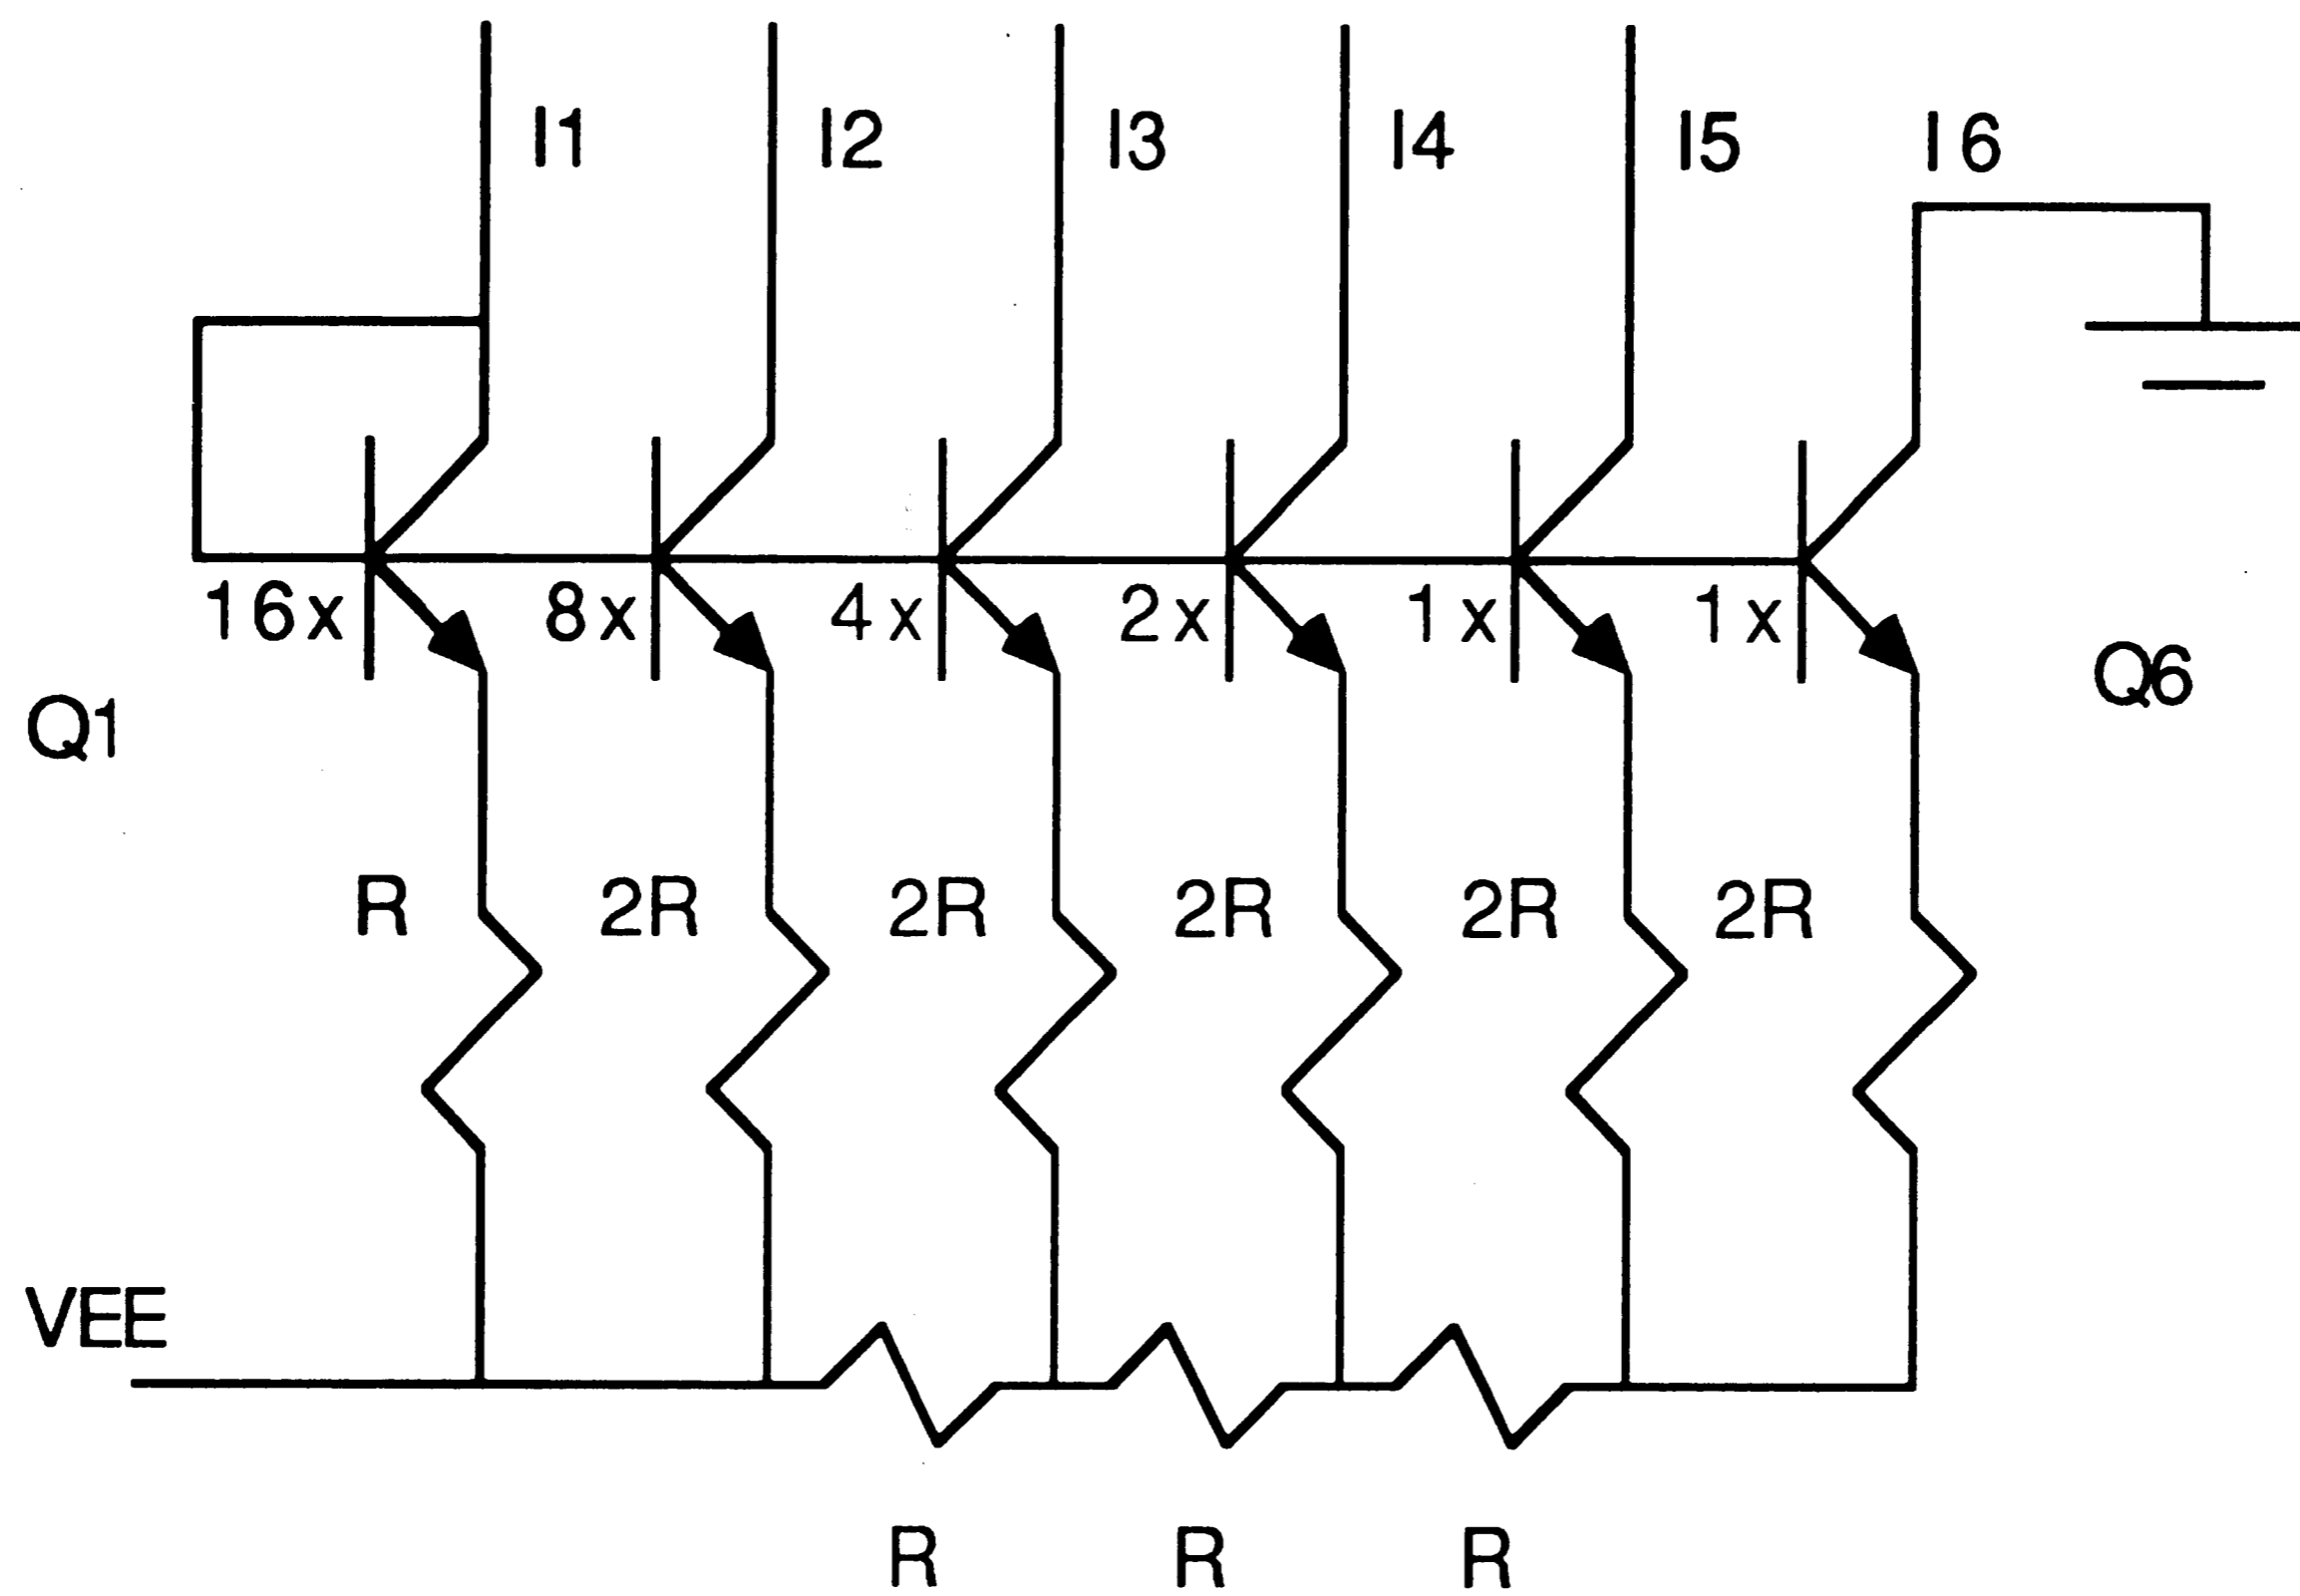 I1 I2 I3 I4 I5 I6
16x 8x 4x 2x 1x 1x
Q1 Q6
R 2R 2R 2R 2R 2R
VEE
R R R